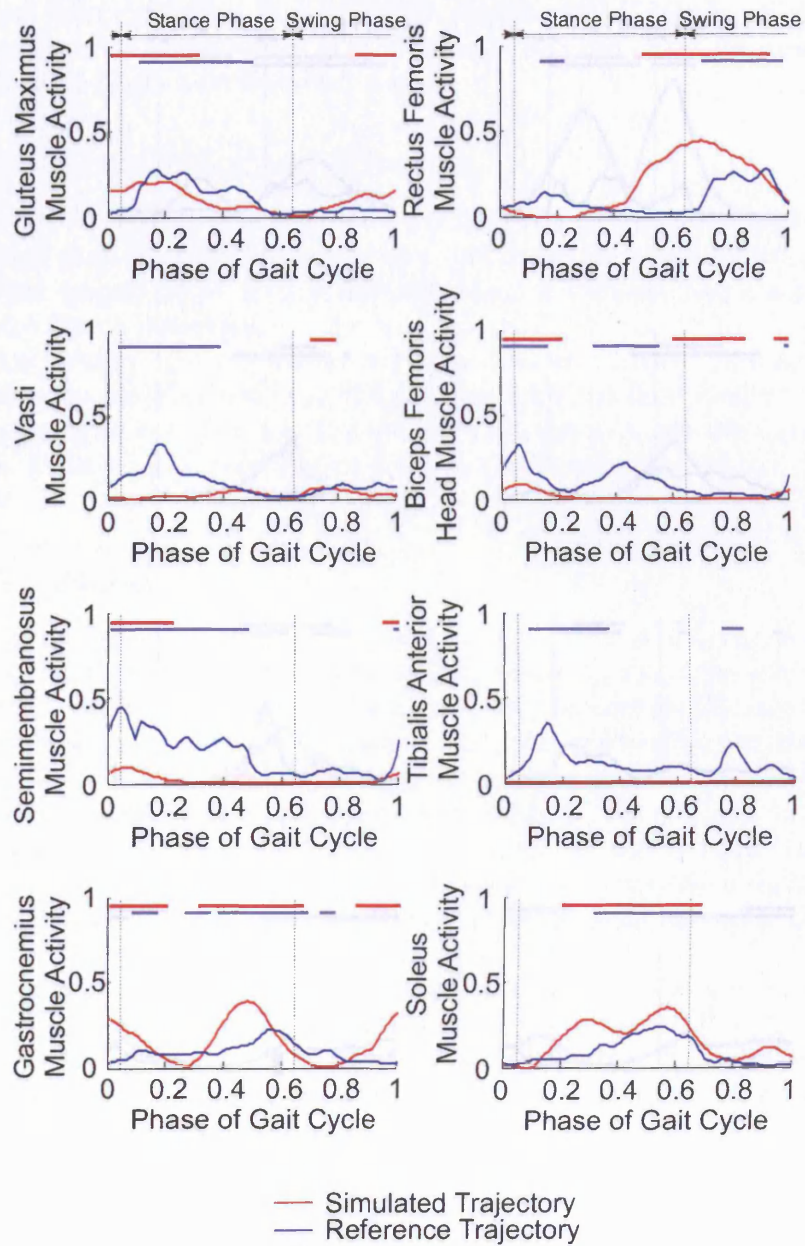 Stance Phase Swing Phase Stance Phase Swing Phase
Gluteus Maximus
Muscle Activity
1
0.5
0
0 0.2 0.4 0.6 0.8 1
Phase of Gait Cycle
Rectus Femoris
Muscle Activity
1
0.5
0
0 0.2 0.4 0.6 0.8 1
Phase of Gait Cycle
Vasti
Muscle Activity
1
0.5
0
0 0.2 0.4 0.6 0.8 1
Phase of Gait Cycle
Biceps Femoris
Head Muscle Activity
1
0.5
0
0 0.2 0.4 0.6 0.8 1
Phase of Gait Cycle
Semimembranosus
Muscle Activity
1
0.5
0
0 0.2 0.4 0.6 0.8 1
Phase of Gait Cycle
Tibialis Anterior
Muscle Activity
1
0.5
0
0 0.2 0.4 0.6 0.8 1
Phase of Gait Cycle
Gastrocnemius
Muscle Activity
1
0.5
0
0 0.2 0.4 0.6 0.8 1
Phase of Gait Cycle
Soleus
Muscle Activity
1
0.5
0
0 0.2 0.4 0.6 0.8 1
Phase of Gait Cycle
Simulated Trajectory
Reference Trajectory